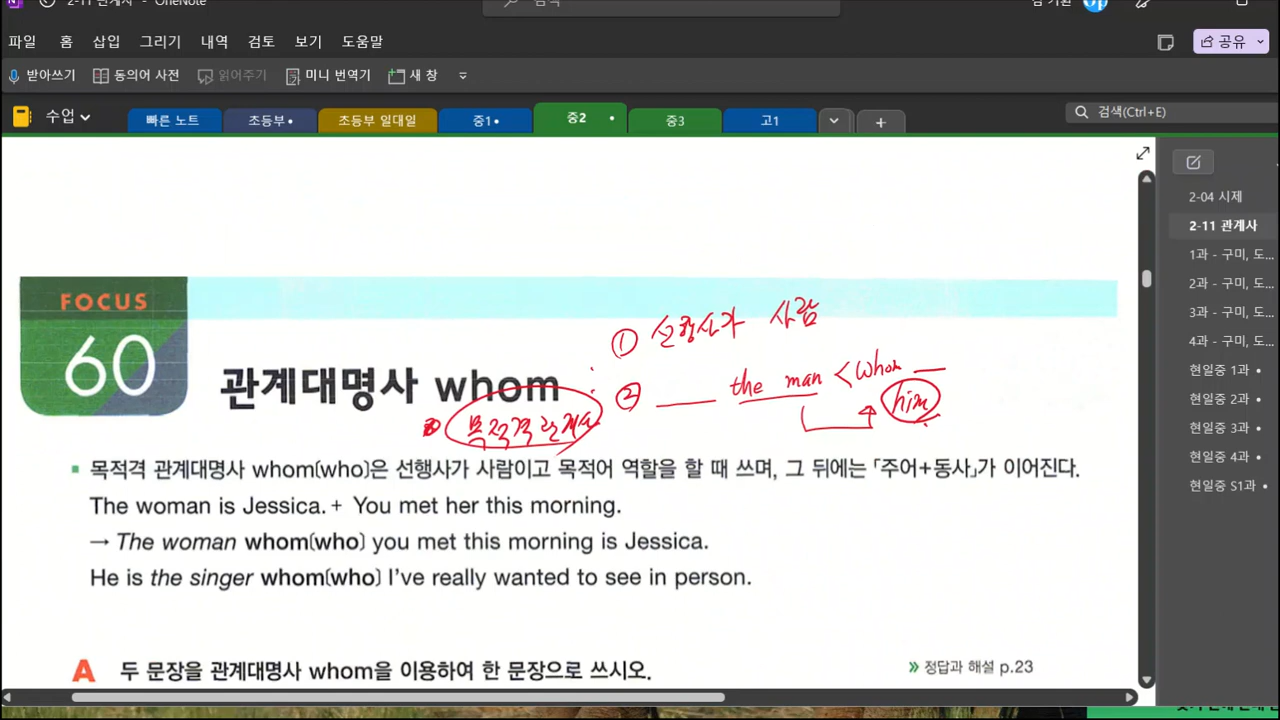 2-11 관계사 - OneNote
검색
파일 홈 삽입 그리기 내역 검토 보기 도움말
공유
받아쓰기 동의어 사전 읽어주기 미니 번역기 새 창
수업
빠른 노트 초등부 초등부 일대일 중1 중2 중3 고1
검색(Ctrl+E)
2-04 시제
2-11 관계사
1과 - 구미, 도...
2과 - 구미, 도...
3과 - 구미, 도...
4과 - 구미, 도...
현일중 1과
현일중 2과
현일중 3과
현일중 4과
현일중 S1과
FOCUS
60
관계대명사 whom
① 선행사가 사람
② the man < whom
him
목적격 관계
목적격 관계대명사 whom(who)은 선행사가 사람이고 목적어 역할을 할 때 쓰며, 그 뒤에는 「주어+동사」가 이어진다.
The woman is Jessica. + You met her this morning.
→ The woman whom(who) you met this morning is Jessica.
He is the singer whom(who) I've really wanted to see in person.
A 두 문장을 관계대명사 whom을 이용하여 한 문장으로 쓰시오.
» 정답과 해설 p.23